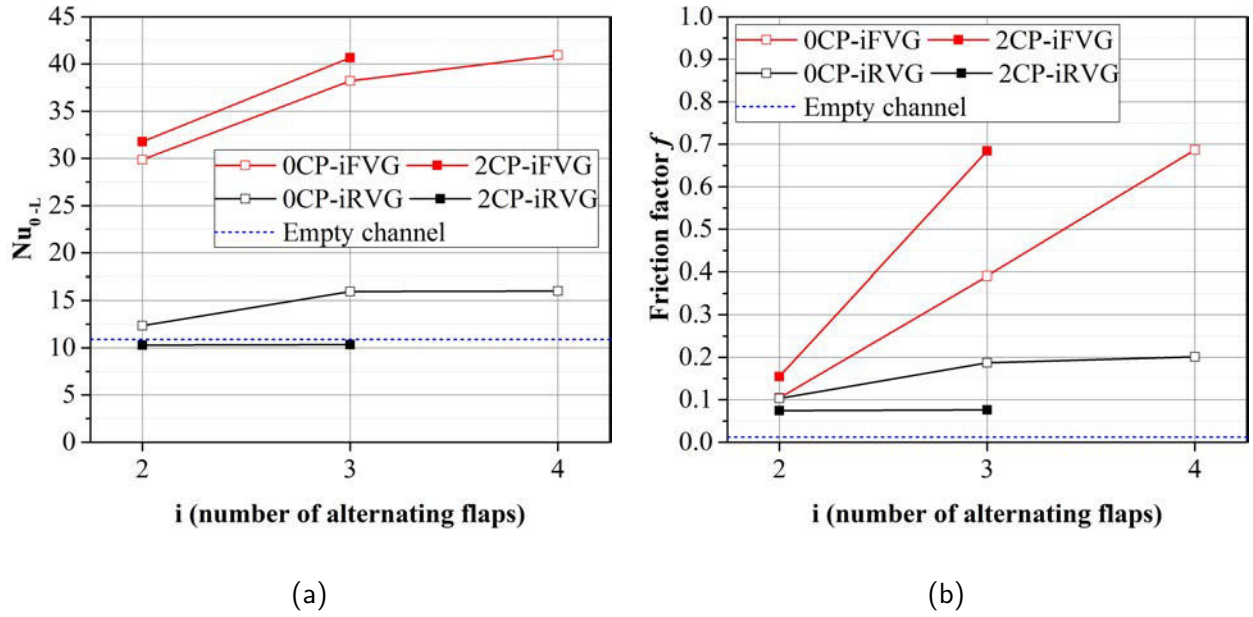 45
40
35
30
25
20
15
10
5
0
Nu0-L
0CP-iFVG 2CP-iFVG
0CP-iRVG 2CP-iRVG
Empty channel
2 3 4
i (number of alternating flaps)
(a)
1.0
0.9
0.8
0.7
0.6
0.5
0.4
0.3
0.2
0.1
0.0
Friction factor f
0CP-iFVG 2CP-iFVG
0CP-iRVG 2CP-iRVG
Empty channel
2 3 4
i (number of alternating flaps)
(b)